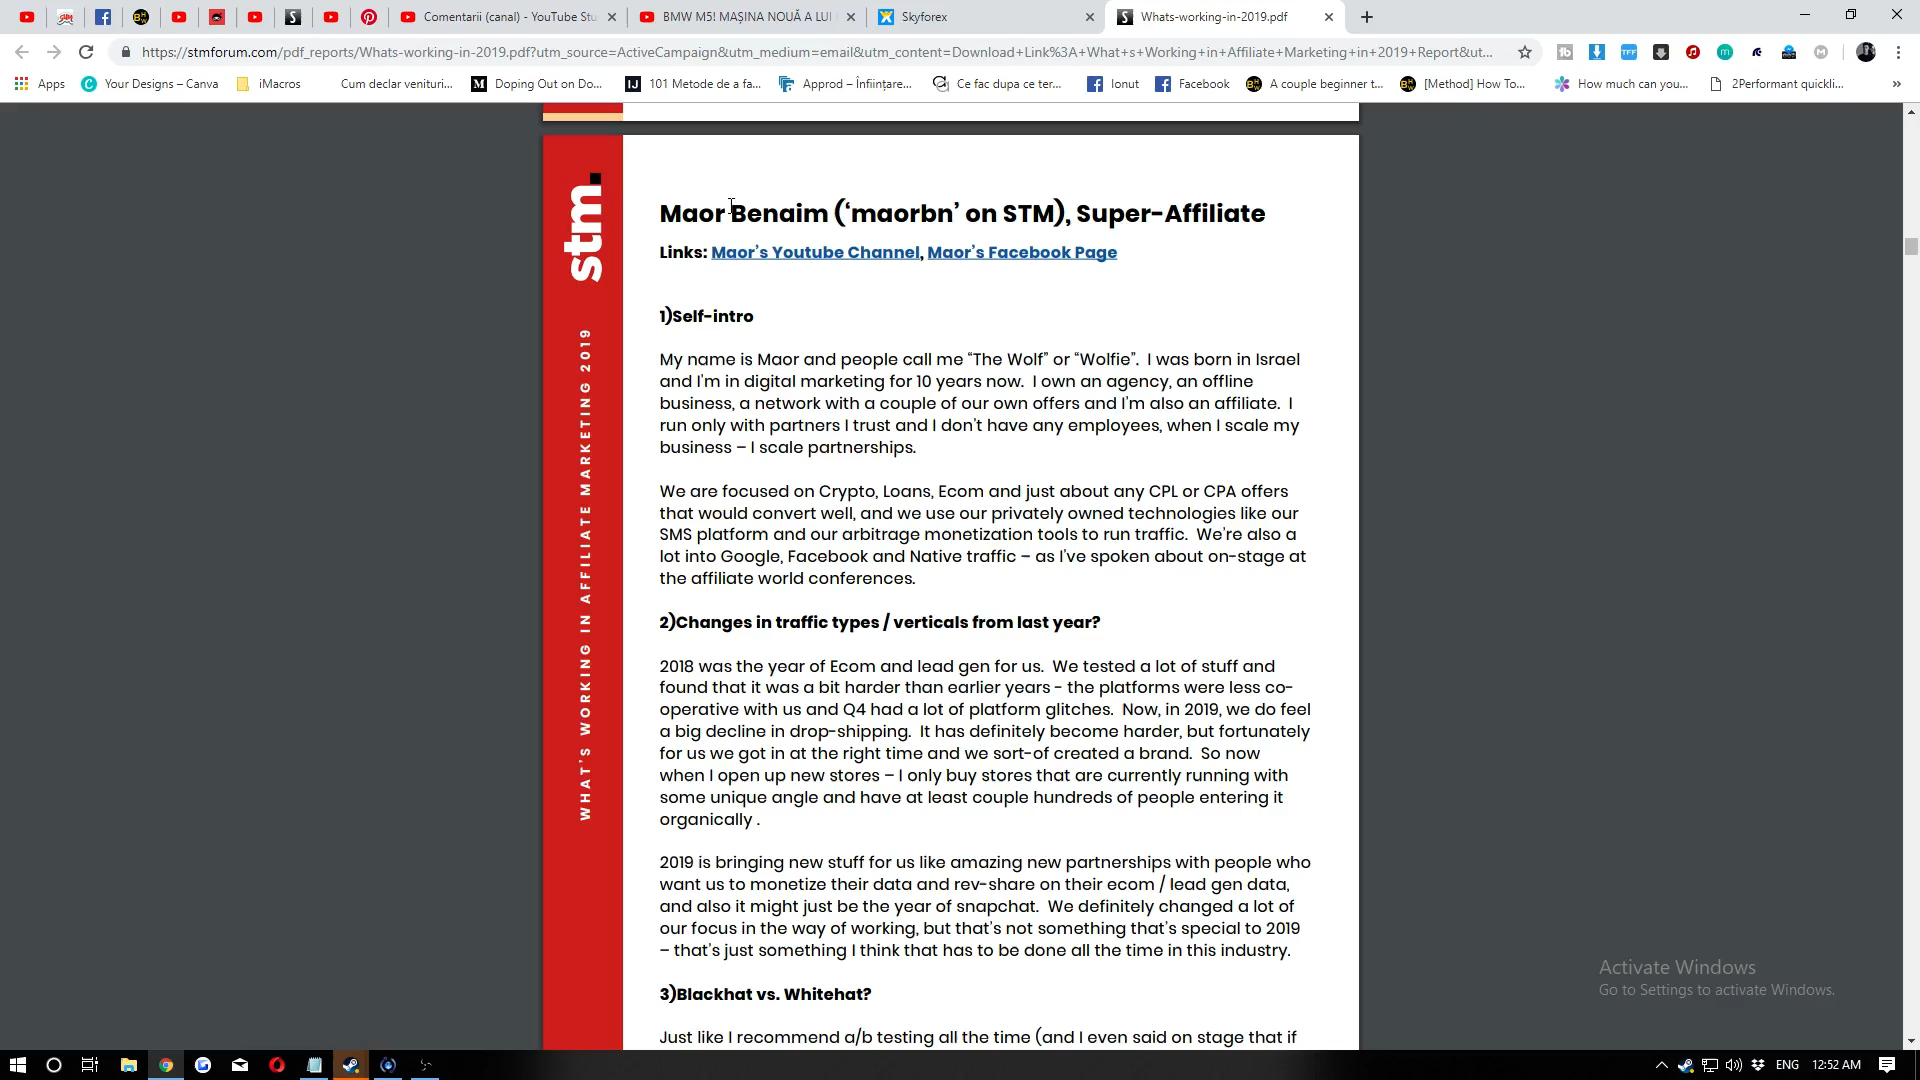 Comentarii (canal) - YouTube Stu
BMW M5! MAȘINA NOUĂ A LUI
Skyforex
Whats-working-in-2019.pdf
https://stmforum.com/pdf_reports/Whats-working-in-2019.pdf?utm_source=ActiveCampaign&utm_medium=email&utm_content=Download+Link%3A+What+s+Working+in+Affiliate+Marketing+in+2019+Report&ut...
Apps
Your Designs – Canva
iMacros
Cum declar venituri...
Doping Out on Do...
101 Metode de a fa...
Approd – Înființare...
Ce fac dupa ce ter...
Ionut
Facebook
A couple beginner t...
[Method] How To...
How much can you...
2Performant quickli...
»
stm.
WHAT'S WORKING IN AFFILIATE MARKETING 2019
Maor Benaim (‘maorbn’ on STM), Super-Affiliate
Links: Maor’s Youtube Channel, Maor’s Facebook Page
1)Self-intro
My name is Maor and people call me “The Wolf” or “Wolfie”.  I was born in Israel
and I'm in digital marketing for 10 years now.  I own an agency, an offline
business, a network with a couple of our own offers and I'm also an affiliate.  I
run only with partners I trust and I don't have any employees, when I scale my
business – I scale partnerships.
We are focused on Crypto, Loans, Ecom and just about any CPL or CPA offers
that would convert well, and we use our privately owned technologies like our
SMS platform and our arbitrage monetization tools to run traffic.  We're also a
lot into Google, Facebook and Native traffic – as I've spoken about on-stage at
the affiliate world conferences.
2)Changes in traffic types / verticals from last year?
2018 was the year of Ecom and lead gen for us.  We tested a lot of stuff and
found that it was a bit harder than earlier years - the platforms were less co-
operative with us and Q4 had a lot of platform glitches.  Now, in 2019, we do feel
a big decline in drop-shipping.  It has definitely become harder, but fortunately
for us we got in at the right time and we sort-of created a brand.  So now
when I open up new stores – I only buy stores that are currently running with
some unique angle and have at least couple hundreds of people entering it
organically .
2019 is bringing new stuff for us like amazing new partnerships with people who
want us to monetize their data and rev-share on their ecom / lead gen data,
and also it might just be the year of snapchat.  We definitely changed a lot of
our focus in the way of working, but that's not something that's special to 2019
– that's just something I think that has to be done all the time in this industry.
3)Blackhat vs. Whitehat?
Just like I recommend a/b testing all the time (and I even said on stage that if
Activate Windows
Go to Settings to activate Windows.
ENG
12:52 AM